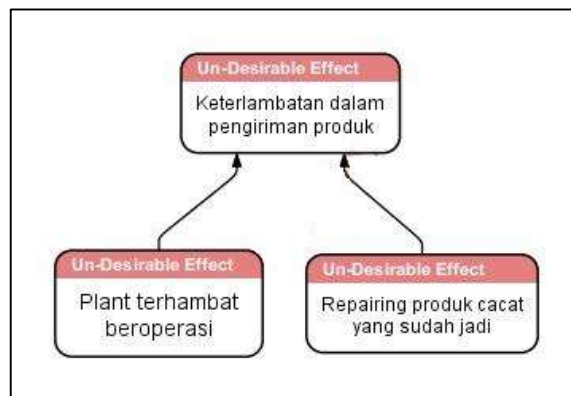 Un-Desirable Effect
Keterlambatan dalam
pengiriman produk
Un-Desirable Effect
Plant terhambat
beroperasi
Un-Desirable Effect
Repairing produk cacat
yang sudah jadi